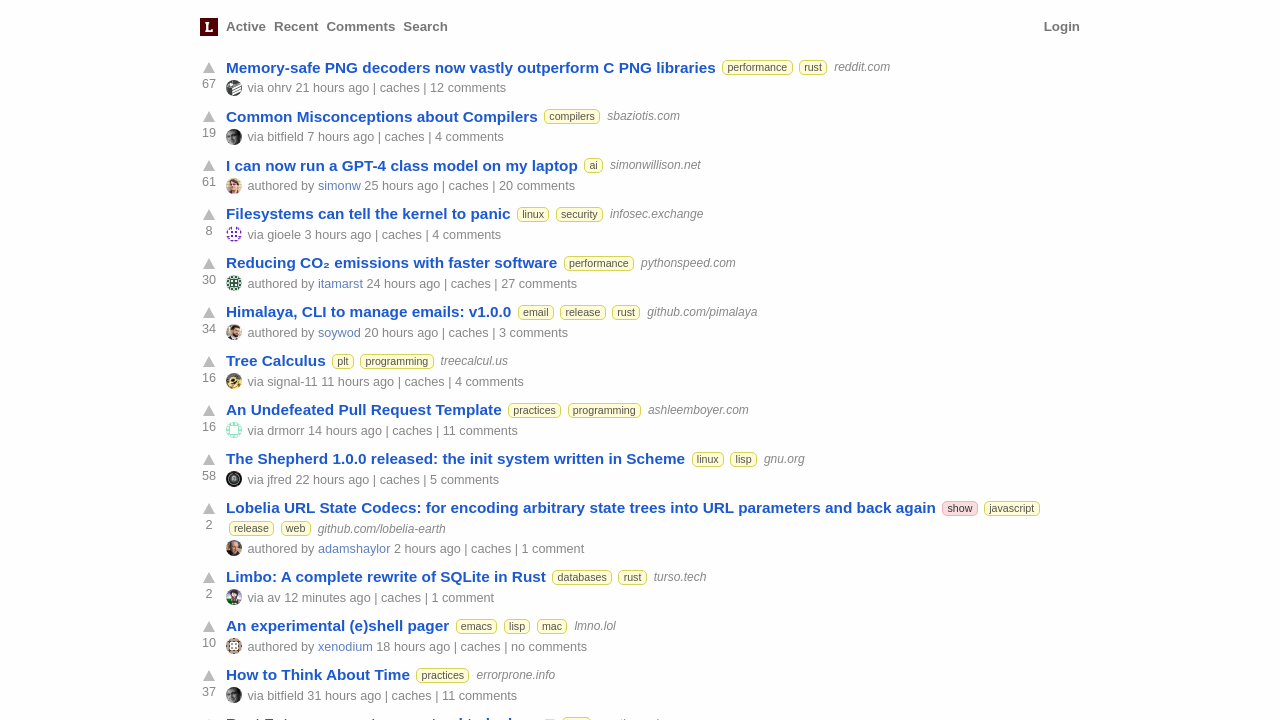 L Active Recent Comments Search Login
Memory-safe PNG decoders now vastly outperform C PNG libraries performance rust reddit.com
67 via ohrv 21 hours ago | caches | 12 comments
Common Misconceptions about Compilers compilers sbaziotis.com
19 via bitfield 7 hours ago | caches | 4 comments
I can now run a GPT-4 class model on my laptop ai simonwillison.net
61 authored by simonw 25 hours ago | caches | 20 comments
Filesystems can tell the kernel to panic linux security infosec.exchange
8 via gioele 3 hours ago | caches | 4 comments
Reducing CO₂ emissions with faster software performance pythonspeed.com
30 authored by itamarst 24 hours ago | caches | 27 comments
Himalaya, CLI to manage emails: v1.0.0 email release rust github.com/pimalaya
34 authored by soywod 20 hours ago | caches | 3 comments
Tree Calculus plt programming treecalcul.us
16 via signal-11 11 hours ago | caches | 4 comments
An Undefeated Pull Request Template practices programming ashleemboyer.com
16 via drmorr 14 hours ago | caches | 11 comments
The Shepherd 1.0.0 released: the init system written in Scheme linux lisp gnu.org
58 via jfred 22 hours ago | caches | 5 comments
Lobelia URL State Codecs: for encoding arbitrary state trees into URL parameters and back again show javascript
2 release web github.com/lobelia-earth
authored by adamshaylor 2 hours ago | caches | 1 comment
Limbo: A complete rewrite of SQLite in Rust databases rust turso.tech
2 via av 12 minutes ago | caches | 1 comment
An experimental (e)shell pager emacs lisp mac lmno.lol
10 authored by xenodium 18 hours ago | caches | no comments
How to Think About Time practices errorprone.info
37 via bitfield 31 hours ago | caches | 11 comments